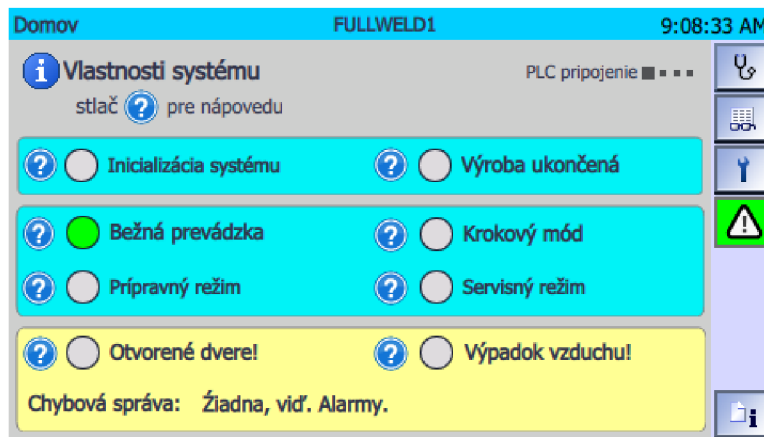 Domov FULLWELD1 9:08:33 AM
Vlastnosti systému PLC pripojenie
stlač ? pre nápovedu
? Inicializácia systému ? Výroba ukončená
? Bežná prevádzka ? Krokový mód
? Prípravný režim ? Servisný režim
? Otvorené dvere! ? Výpadok vzduchu!
Chybová správa: Źiadna, viď. Alarmy.